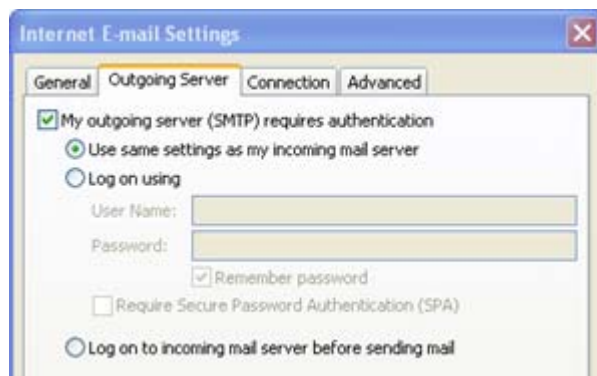 Internet E-mail Settings
General Outgoing Server Connection Advanced
My outgoing server (SMTP) requires authentication
Use same settings as my incoming mail server
Log on using
User Name:
Password:
Remember password
Require Secure Password Authentication (SPA)
Log on to incoming mail server before sending mail